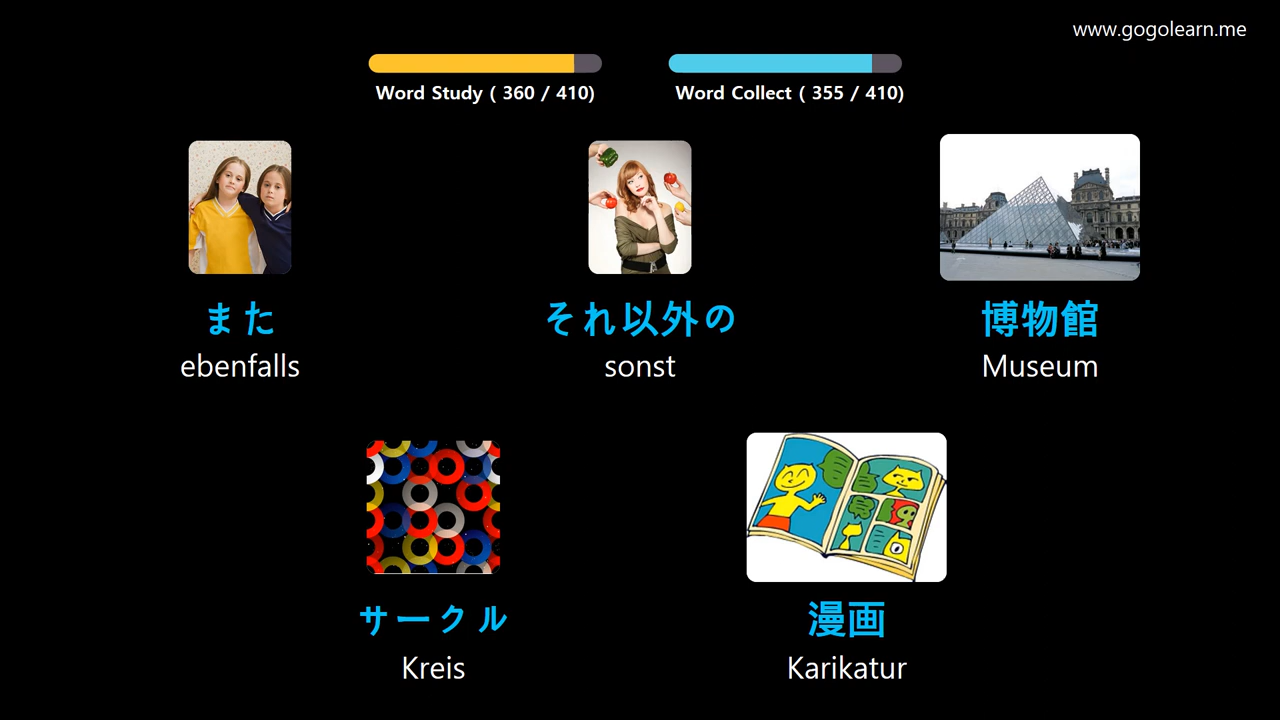 www.gogolearn.me
Word Study ( 360 / 410)
Word Collect ( 355 / 410)
また
ebenfalls
それ以外の
sonst
博物館
Museum
サークル
Kreis
漫画
Karikatur